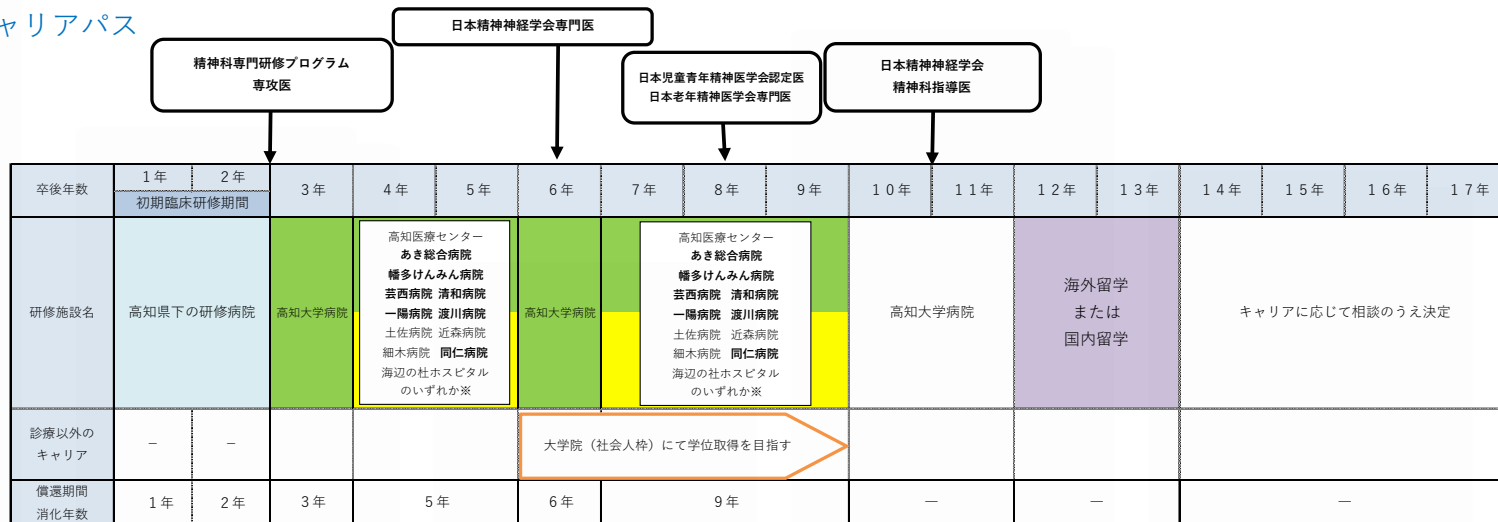 ャリアパス
日本精神神経学会専門医
精神科専門研修プログラム
専攻医
日本児童青年精神医学会認定医
日本老年精神医学会専門医
日本精神神経学会
精神科指導医
卒後年数
1年 2年 3年 4年 5年 6年 7年 8年 9年 10年 11年 12年 13年 14年 15年 16年 17年
初期臨床研修期間
研修施設名
高知県下の研修病院
高知大学病院
高知医療センター
あき総合病院
幡多けんみん病院
芸西病院 清和病院
一陽病院 渡川病院
土佐病院 近森病院
細木病院 同仁病院
海辺の杜ホスピタル
のいずれか※
高知大学病院
高知医療センター
あき総合病院
幡多けんみん病院
芸西病院 清和病院
一陽病院 渡川病院
土佐病院 近森病院
細木病院 同仁病院
海辺の杜ホスピタル
のいずれか※
高知大学病院
海外留学
または
国内留学
キャリアに応じて相談のうえ決定
診療以外の
キャリア
－ －
大学院（社会人枠）にて学位取得を目指す
償還期間
消化年数
1年 2年 3年 5年 6年 9年 － － －